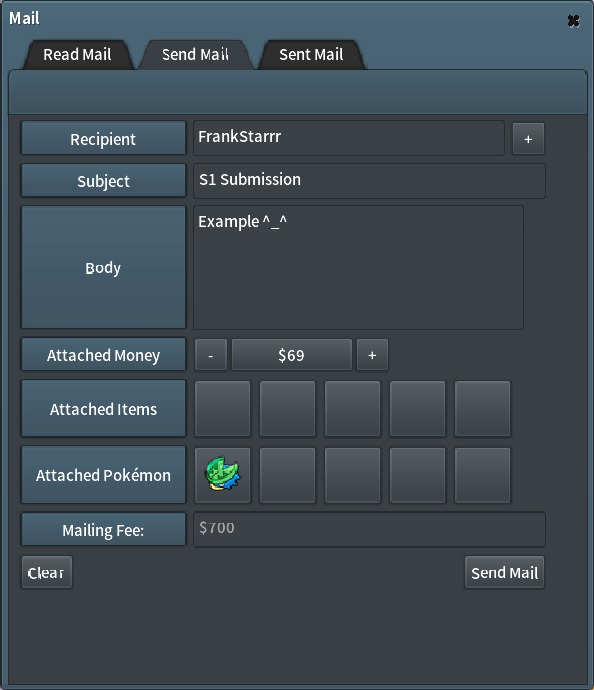 Mail
Read Mail Send Mail Sent Mail
Recipient FrankStarrr +
Subject S1 Submission
Body Example ^_^
Attached Money - $69 +
Attached Items
Attached Pokémon
Mailing Fee: $700
Clear Send Mail